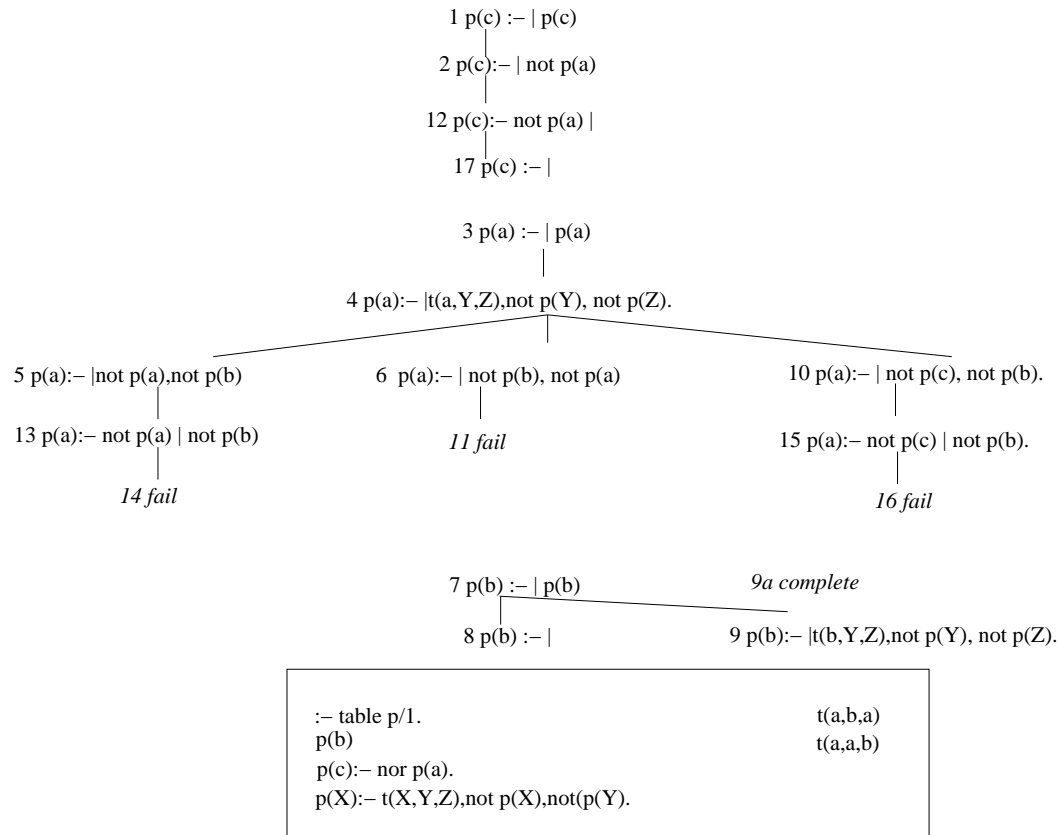 1 p(c) :– | p(c)
2 p(c):– | not p(a)
12 p(c):– not p(a) |
17 p(c) :– |
3 p(a) :– | p(a)
4 p(a):– |t(a,Y,Z),not p(Y), not p(Z).
5 p(a):– |not p(a),not p(b)
6 p(a):– | not p(b), not p(a)
10 p(a):– | not p(c), not p(b).
13 p(a):– not p(a) | not p(b)
11 fail
15 p(a):– not p(c) | not p(b).
14 fail
16 fail
7 p(b) :– | p(b)
9a complete
8 p(b) :– |
9 p(b):– |t(b,Y,Z),not p(Y), not p(Z).
:– table p/1.
t(a,b,a)
p(b)
t(a,a,b)
p(c):– nor p(a).
p(X):– t(X,Y,Z),not p(X),not(p(Y).